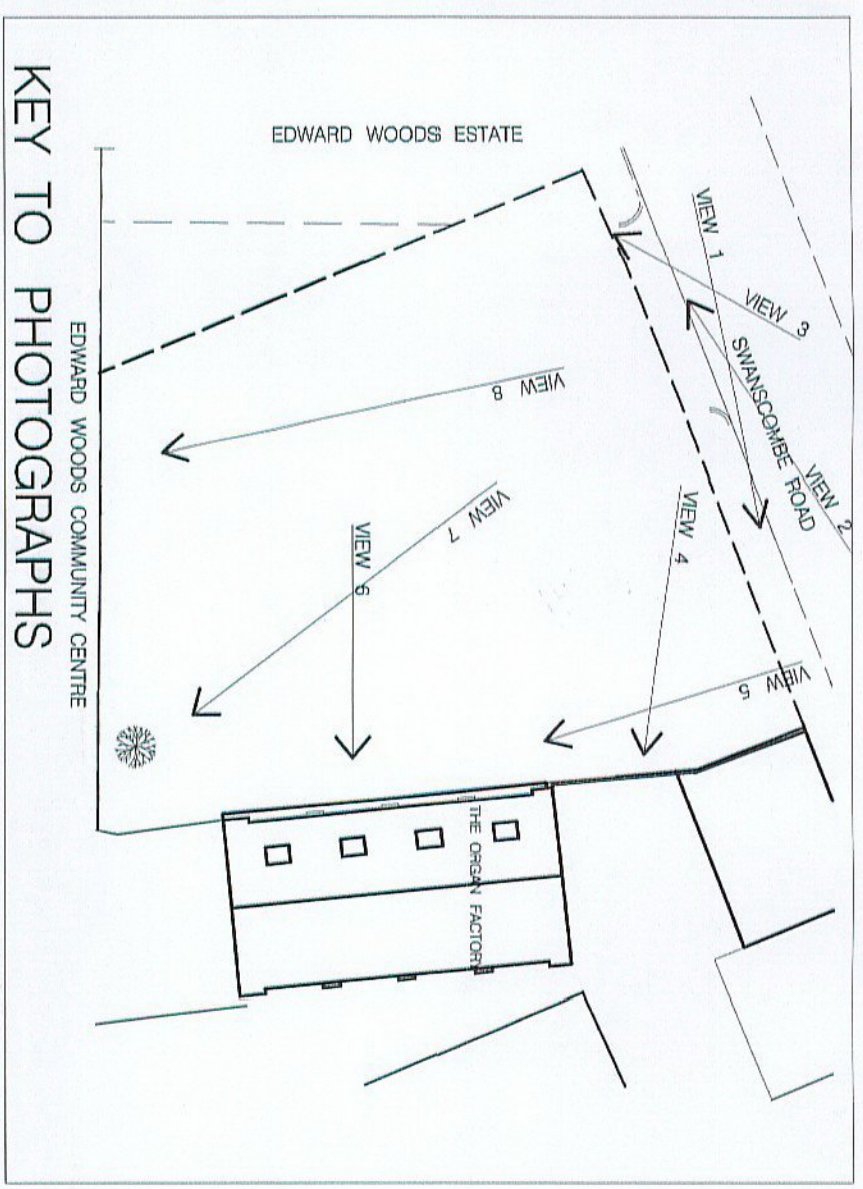 EDWARD WOODS ESTATE
VIEW 1
VIEW 3
SWANSCOMBE ROAD
VIEW 2
VIEW 8
VIEW 7
VIEW 6
VIEW 4
VIEW 5
THE ORGAN FACTORY
EDWARD WOODS COMMUNITY CENTRE
KEY TO PHOTOGRAPHS